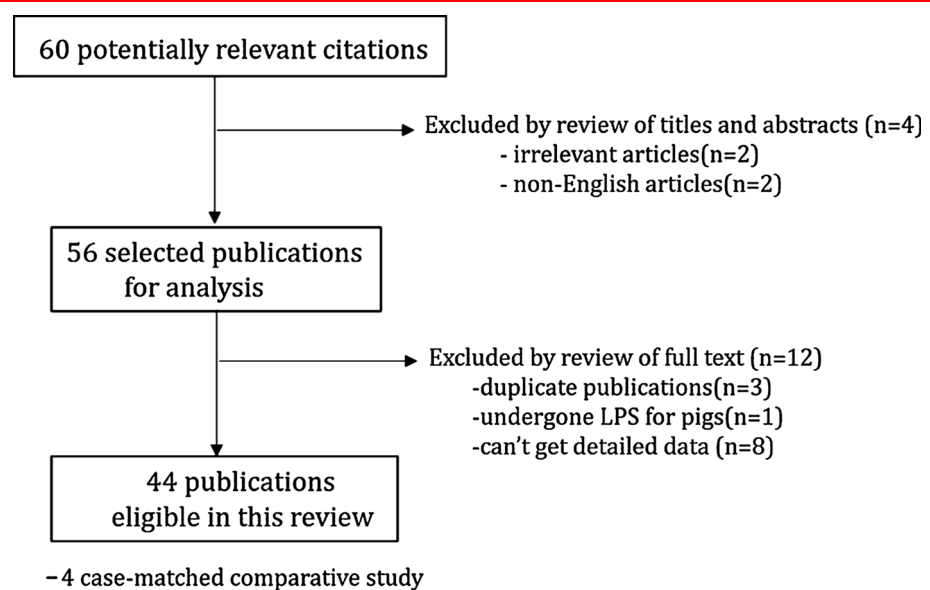 60 potentially relevant citations
Excluded by review of titles and abstracts (n=4)
- irrelevant articles(n=2)
- non-English articles(n=2)
56 selected publications
for analysis
Excluded by review of full text (n=12)
-duplicate publications(n=3)
-undergone LPS for pigs(n=1)
-can't get detailed data (n=8)
44 publications
eligible in this review
– 4 case-matched comparative study